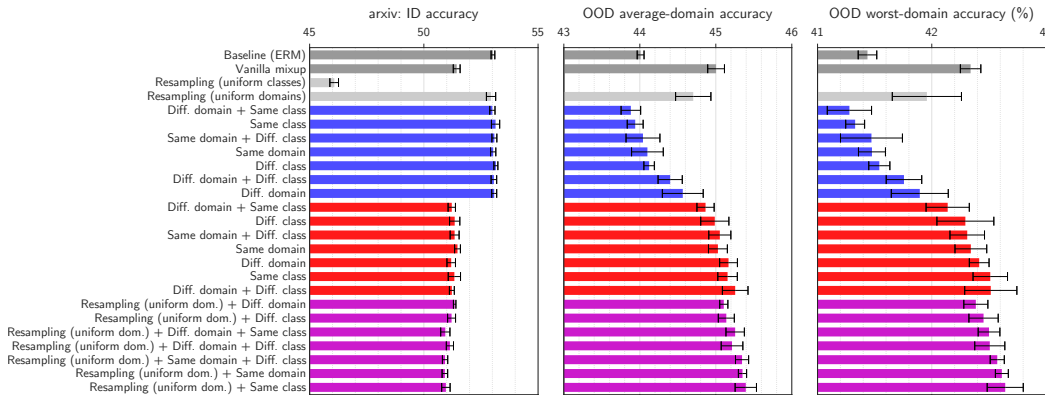 arxiv: ID accuracy
OOD average-domain accuracy
OOD worst-domain accuracy (%)
45 50 55
43 44 45 46
41 42
Baseline (ERM)
Vanilla mixup
Resampling (uniform classes)
Resampling (uniform domains)
Diff. domain + Same class
Same class
Same domain + Diff. class
Same domain
Diff. class
Diff. domain + Diff. class
Diff. domain
Diff. domain + Same class
Diff. class
Same domain + Diff. class
Same domain
Diff. domain
Same class
Diff. domain + Diff. class
Resampling (uniform dom.) + Diff. domain
Resampling (uniform dom.) + Diff. class
Resampling (uniform dom.) + Diff. domain + Same class
Resampling (uniform dom.) + Diff. domain + Diff. class
Resampling (uniform dom.) + Same domain + Diff. class
Resampling (uniform dom.) + Same domain
Resampling (uniform dom.) + Same class